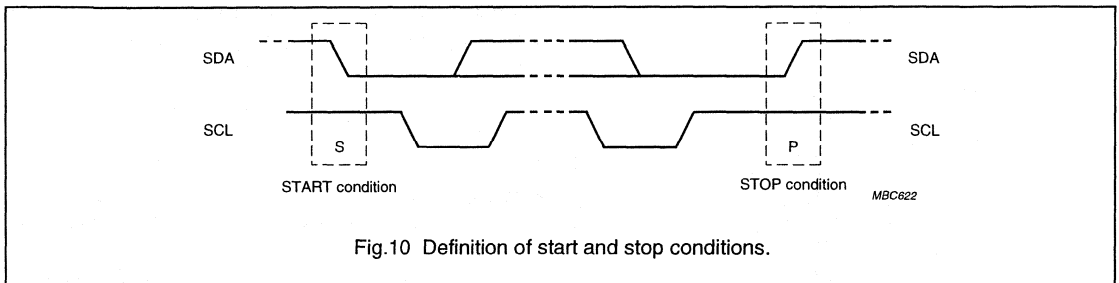 SDA SDA
SCL SCL
S P
START condition STOP condition
MBC622
Fig.10 Definition of start and stop conditions.